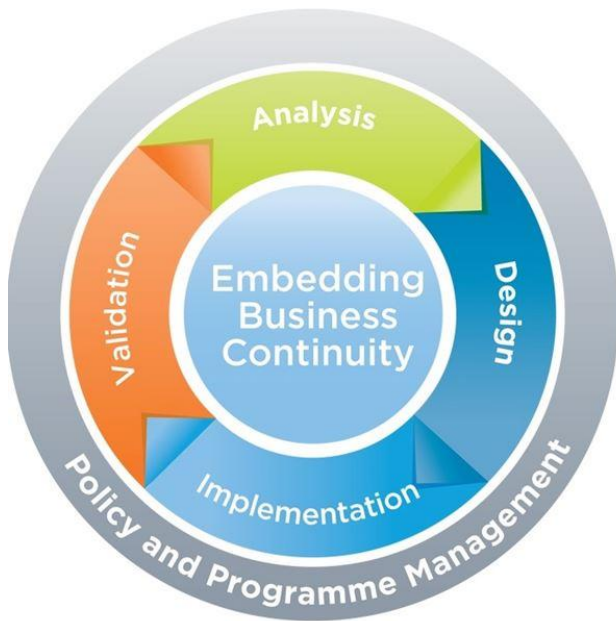 Analysis
Design
Implementation
Validation
Embedding
Business
Continuity
Policy and Programme Management